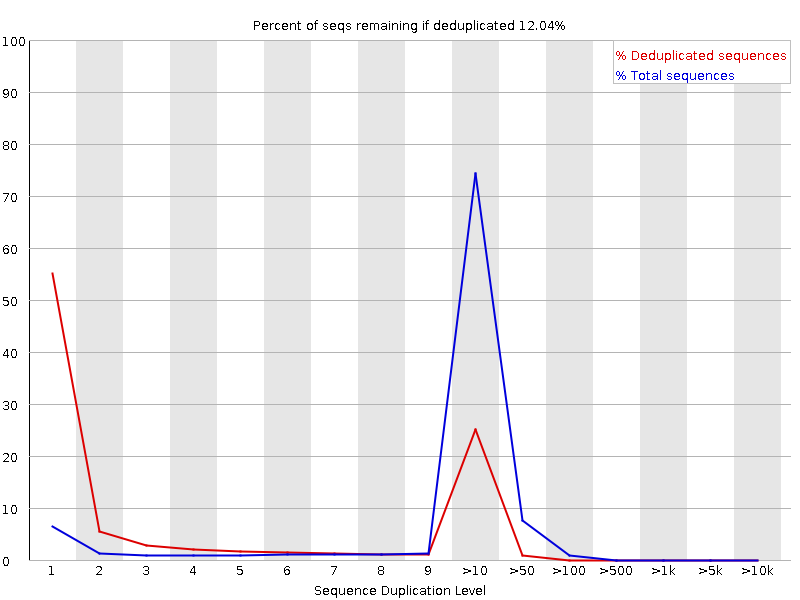 Percent of seqs remaining if deduplicated 12.04%
% Deduplicated sequences
% Total sequences
100
90
80
70
60
50
40
30
20
10
0
1 2 3 4 5 6 7 8 9 >10 >50 >100 >500 >1k >5k >10k
Sequence Duplication Level